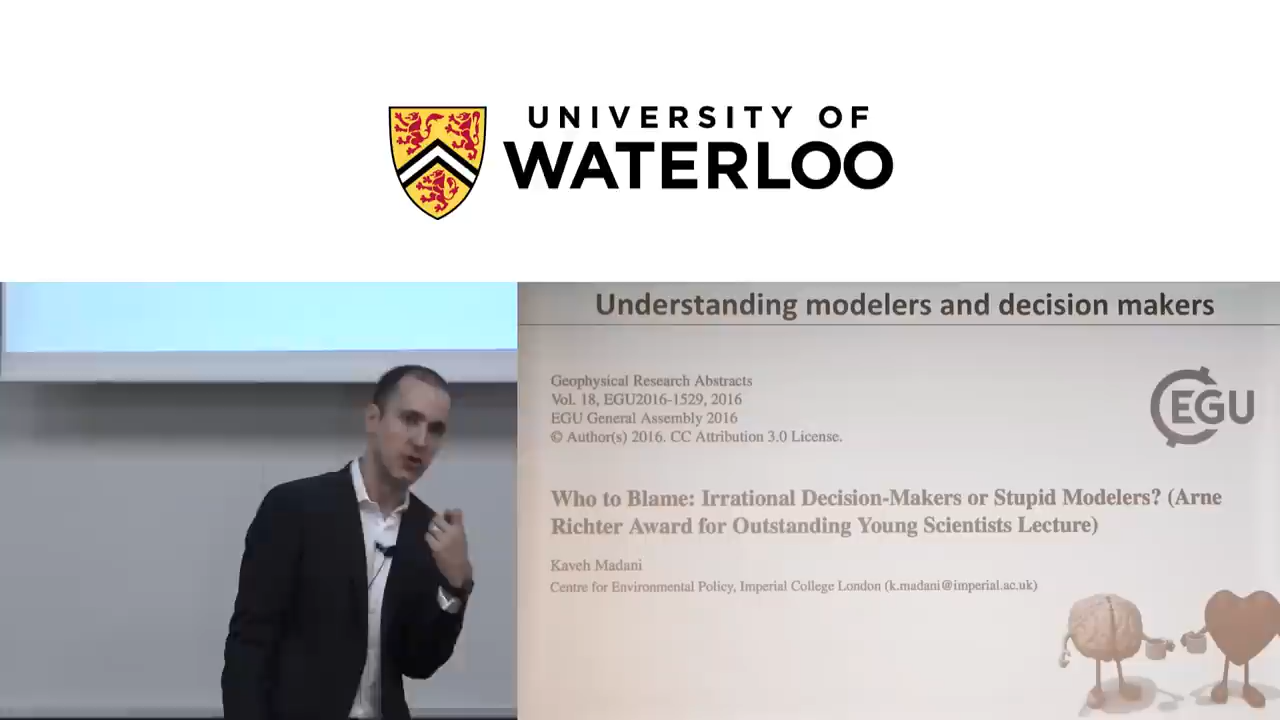 UNIVERSITY OF
WATERLOO
Understanding modelers and decision makers
Geophysical Research Abstracts
Vol. 18, EGU2016-1529, 2016
EGU General Assembly 2016
© Author(s) 2016. CC Attribution 3.0 License.
EGU
Who to Blame: Irrational Decision-Makers or Stupid Modelers? (Arne
Richter Award for Outstanding Young Scientists Lecture)
Kaveh Madani
Centre for Environmental Policy, Imperial College London (k.madani@imperial.ac.uk)